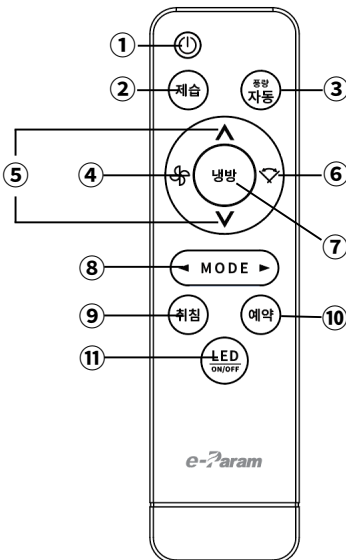 ①
② 제습 풍량 ③
자동
⑤ ④ 냉방 ⑥
⑦
⑧ MODE
⑨ 취침 예약 ⑩
⑪ LED
ON/OFF
e-Param